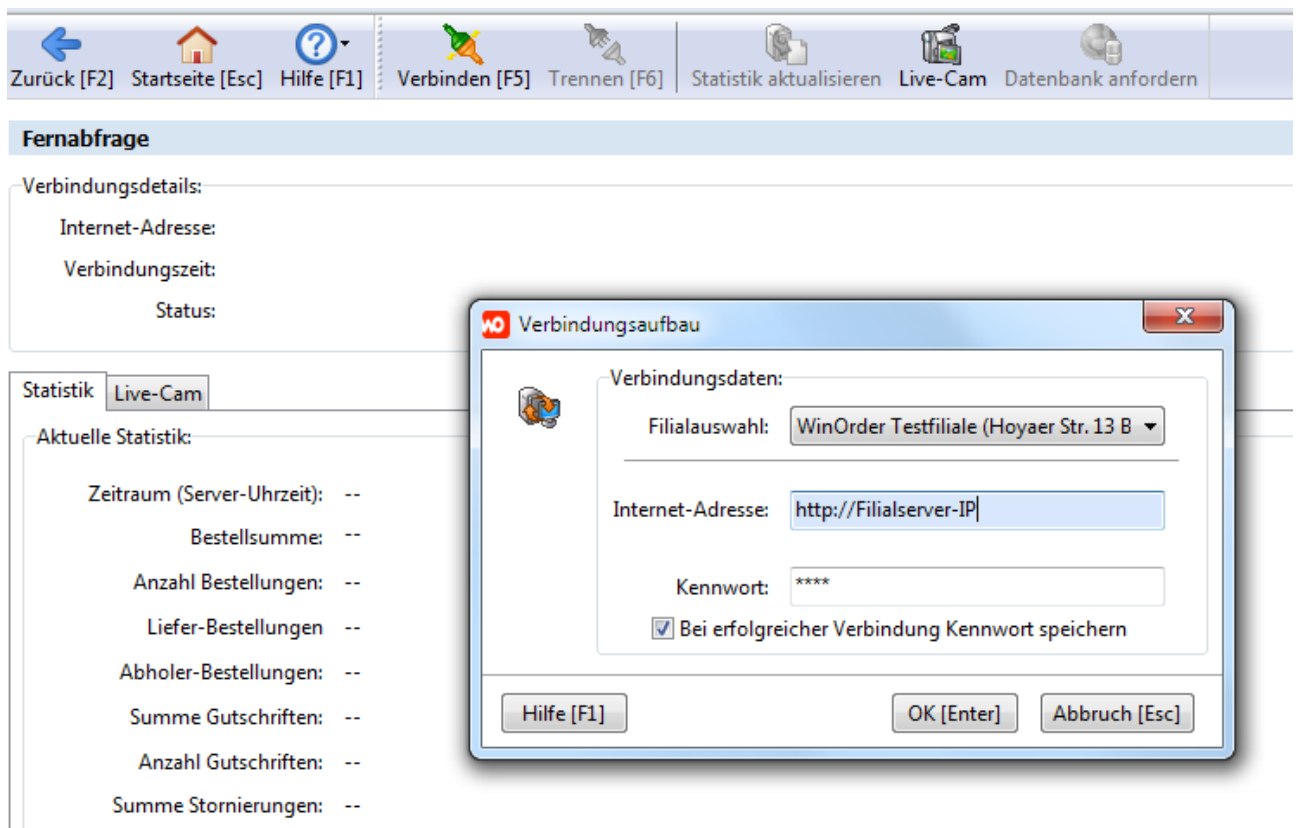 Zurück [F2] Startseite [Esc] Hilfe [F1] Verbinden [F5] Trennen [F6] Statistik aktualisieren Live-Cam Datenbank anfordern
Fernabfrage
Verbindungsdetails:
Internet-Adresse:
Verbindungszeit:
Status:
Statistik Live-Cam
Aktuelle Statistik:
Zeitraum (Server-Uhrzeit): --
Bestellsumme: --
Anzahl Bestellungen: --
Liefer-Bestellungen --
Abholer-Bestellungen: --
Summe Gutschriften: --
Anzahl Gutschriften: --
Summe Stornierungen: --
WO Verbindungsaufbau
Verbindungsdaten:
Filialauswahl: WinOrder Testfiliale (Hoyaer Str. 13 B
Internet-Adresse: http://Filialserver-IP
Kennwort: ****
Bei erfolgreicher Verbindung Kennwort speichern
Hilfe [F1] OK [Enter] Abbruch [Esc]